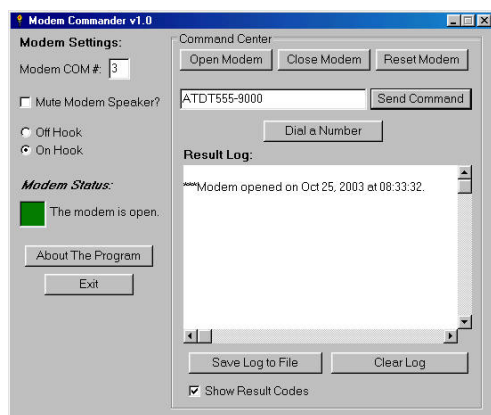 Modem Commander v1.0
Modem Settings:
Modem COM #: 3
Mute Modem Speaker?
Off Hook
On Hook
Modem Status:
The modem is open.
About The Program
Exit
Command Center
Open Modem Close Modem Reset Modem
ATDT555-9000 Send Command
Dial a Number
Result Log:
***Modem opened on Oct 25, 2003 at 08:33:32.
Save Log to File Clear Log
Show Result Codes